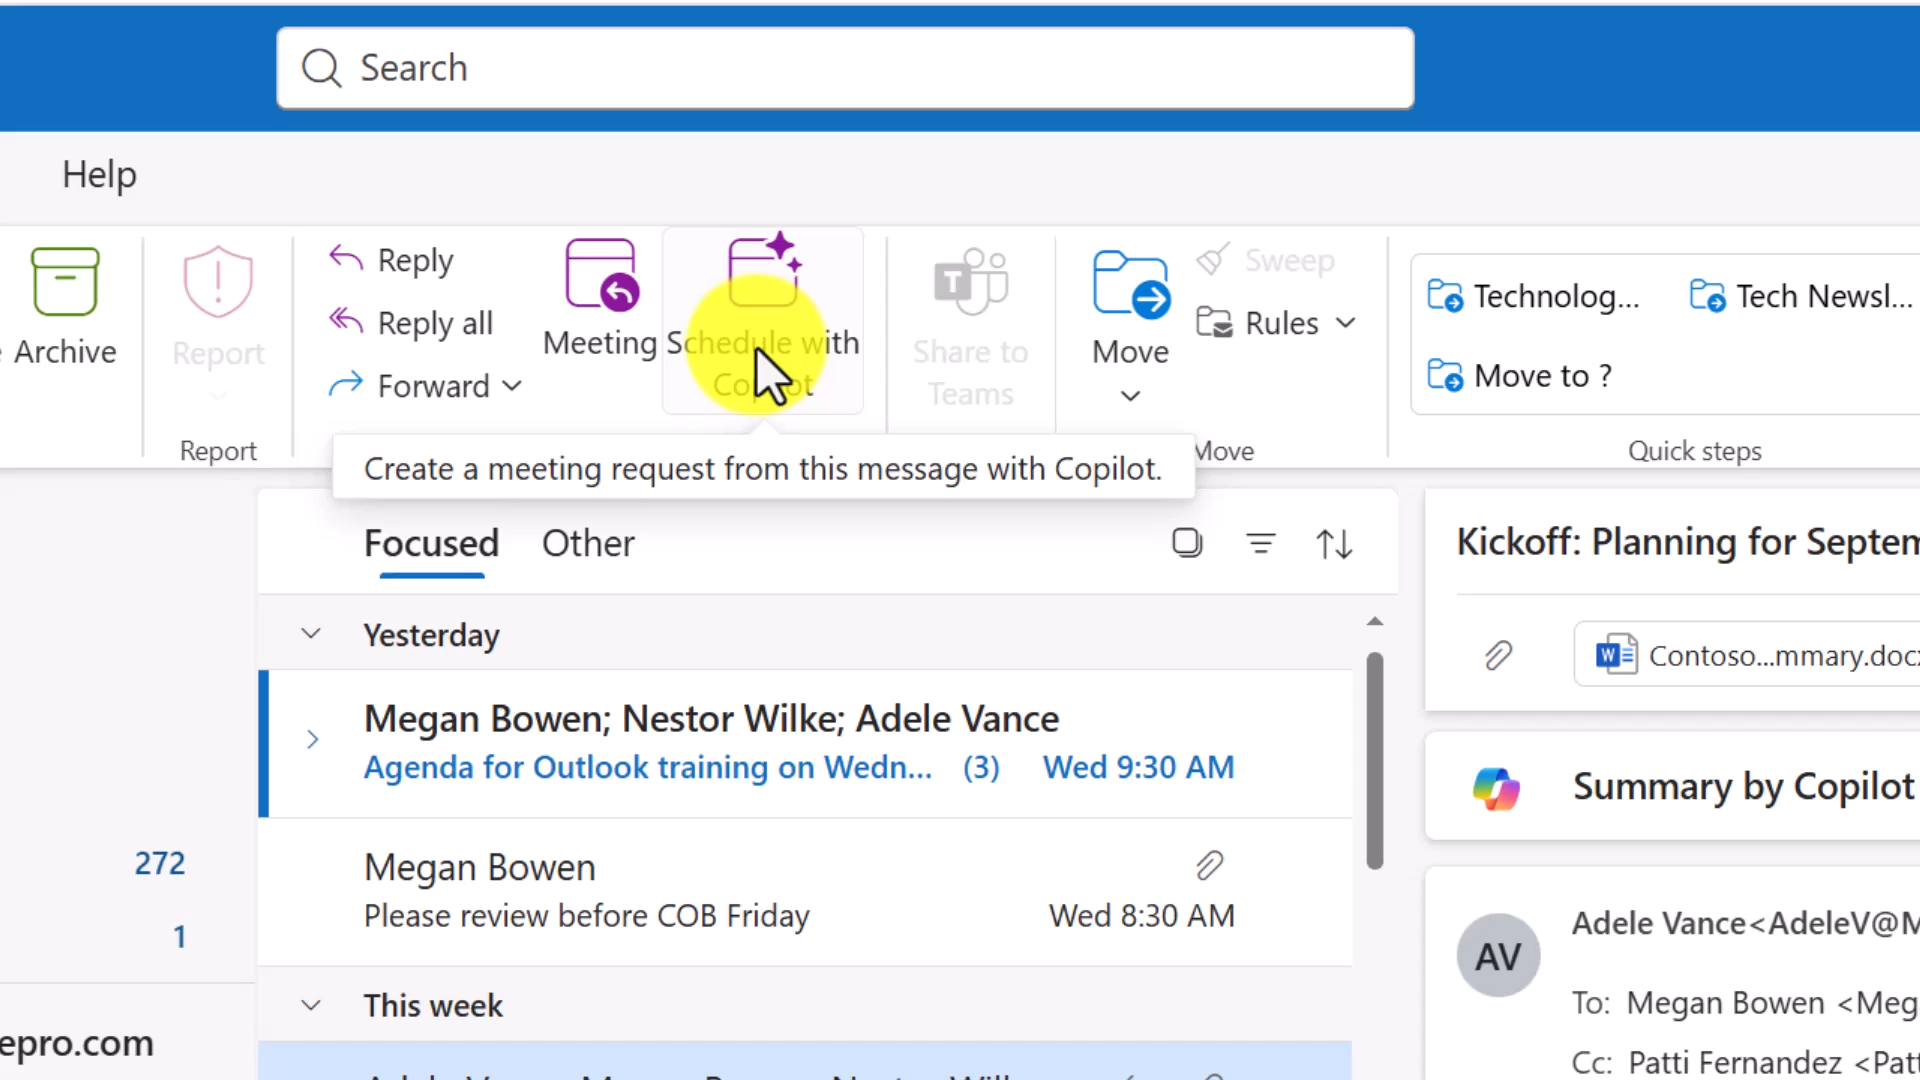 Search
Help
Archive
Report
Report
Reply
Reply all
Forward
Meeting
Schedule with
Copilot
Share to
Teams
Move
Sweep
Rules
Move
Technolog...
Tech Newsl...
Move to ?
Quick steps
Create a meeting request from this message with Copilot.
Focused
Other
Yesterday
Megan Bowen; Nestor Wilke; Adele Vance
Agenda for Outlook training on Wedn... (3) Wed 9:30 AM
Megan Bowen
Please review before COB Friday Wed 8:30 AM
This week
272
1
epro.com
Kickoff: Planning for Septem
Contoso...mmary.docx
Summary by Copilot
AV
Adele Vance<AdeleV@M
To: Megan Bowen <Meg
Cc: Patti Fernandez <Patt